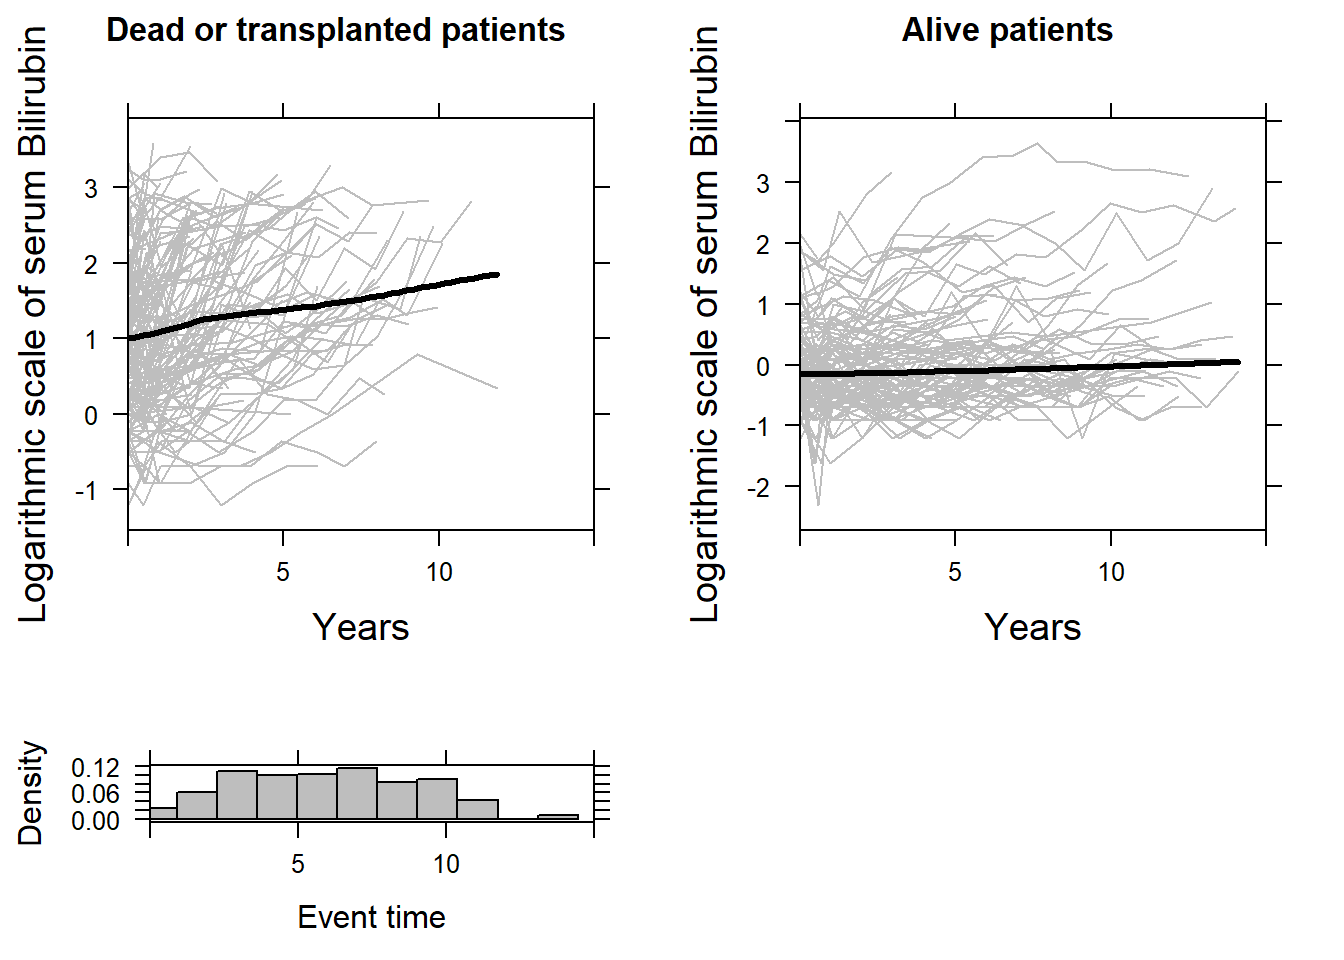 Dead or transplanted patients
Logarithmic scale of serum Bilirubin
3
2
1
0
-1
5 10
Years
Alive patients
Logarithmic scale of serum Bilirubin
3
2
1
0
-1
-2
5 10
Years
Density
0.12
0.06
0.00
5 10
Event time